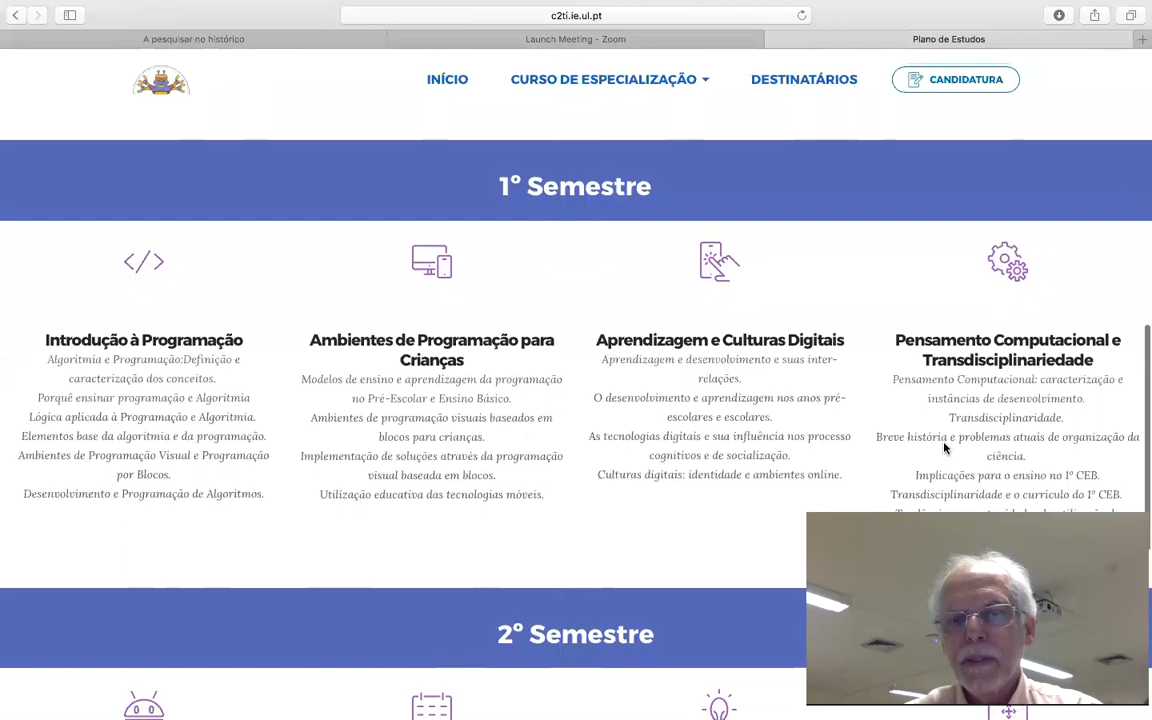 c2ti.ie.ul.pt
A pesquisar no histórico
Launch Meeting - Zoom
Plano de Estudos
INÍCIO
CURSO DE ESPECIALIZAÇÃO
DESTINATÁRIOS
CANDIDATURA
1º Semestre
Introdução à Programação
Algoritmia e Programação:Definição e
caracterização dos conceitos.
Porquê ensinar programação e Algoritmia
Lógica aplicada à Programação e Algoritmia.
Elementos base da algoritmia e da programação.
Ambientes de Programação Visual e Programação
por Blocos.
Desenvolvimento e Programação de Algoritmos.
Ambientes de Programação para
Crianças
Modelos de ensino e aprendizagem da programação
no Pré-Escolar e Ensino Básico.
Ambientes de programação visuais baseados em
blocos para crianças.
Implementação de soluções através da programação
visual baseada em blocos.
Utilização educativa das tecnologias móveis.
Aprendizagem e Culturas Digitais
Aprendizagem e desenvolvimento e suas inter-
relações.
O desenvolvimento e aprendizagem nos anos pré-
escolares e escolares.
As tecnologias digitais e sua influência nos processo
cognitivos e de socialização.
Culturas digitais: identidade e ambientes online.
Pensamento Computacional e
Transdisciplinariedade
Pensamento Computacional: caracterização e
instâncias de desenvolvimento.
Transdisciplinaridade.
Breve história e problemas atuais de organização da
ciência.
Implicações para o ensino no 1º CEB.
Transdisciplinaridade e o currículo do 1º CEB.
2º Semestre